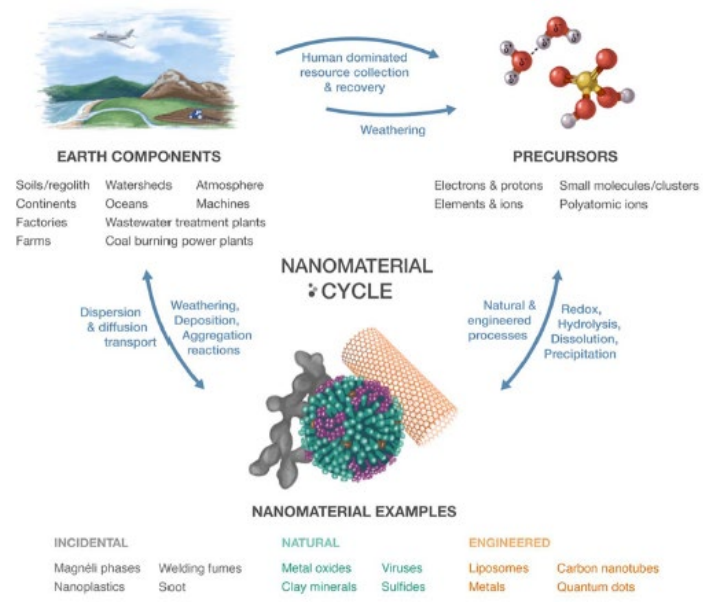 Human dominated
resource collection
& recovery
Weathering
δ⁺
δ⁻
δ⁺
EARTH COMPONENTS
Soils/regolith Watersheds Atmosphere
Continents Oceans Machines
Factories Wastewater treatment plants
Farms Coal burning power plants
PRECURSORS
Electrons & protons Small molecules/clusters
Elements & ions Polyatomic ions
NANOMATERIAL
CYCLE
Dispersion
& diffusion
transport
Weathering,
Deposition,
Aggregation
reactions
Natural &
engineered
processes
Redox,
Hydrolysis,
Dissolution,
Precipitation
NANOMATERIAL EXAMPLES
INCIDENTAL
Magnéli phases Welding fumes
Nanoplastics Soot
NATURAL
Metal oxides Viruses
Clay minerals Sulfides
ENGINEERED
Liposomes Carbon nanotubes
Metals Quantum dots